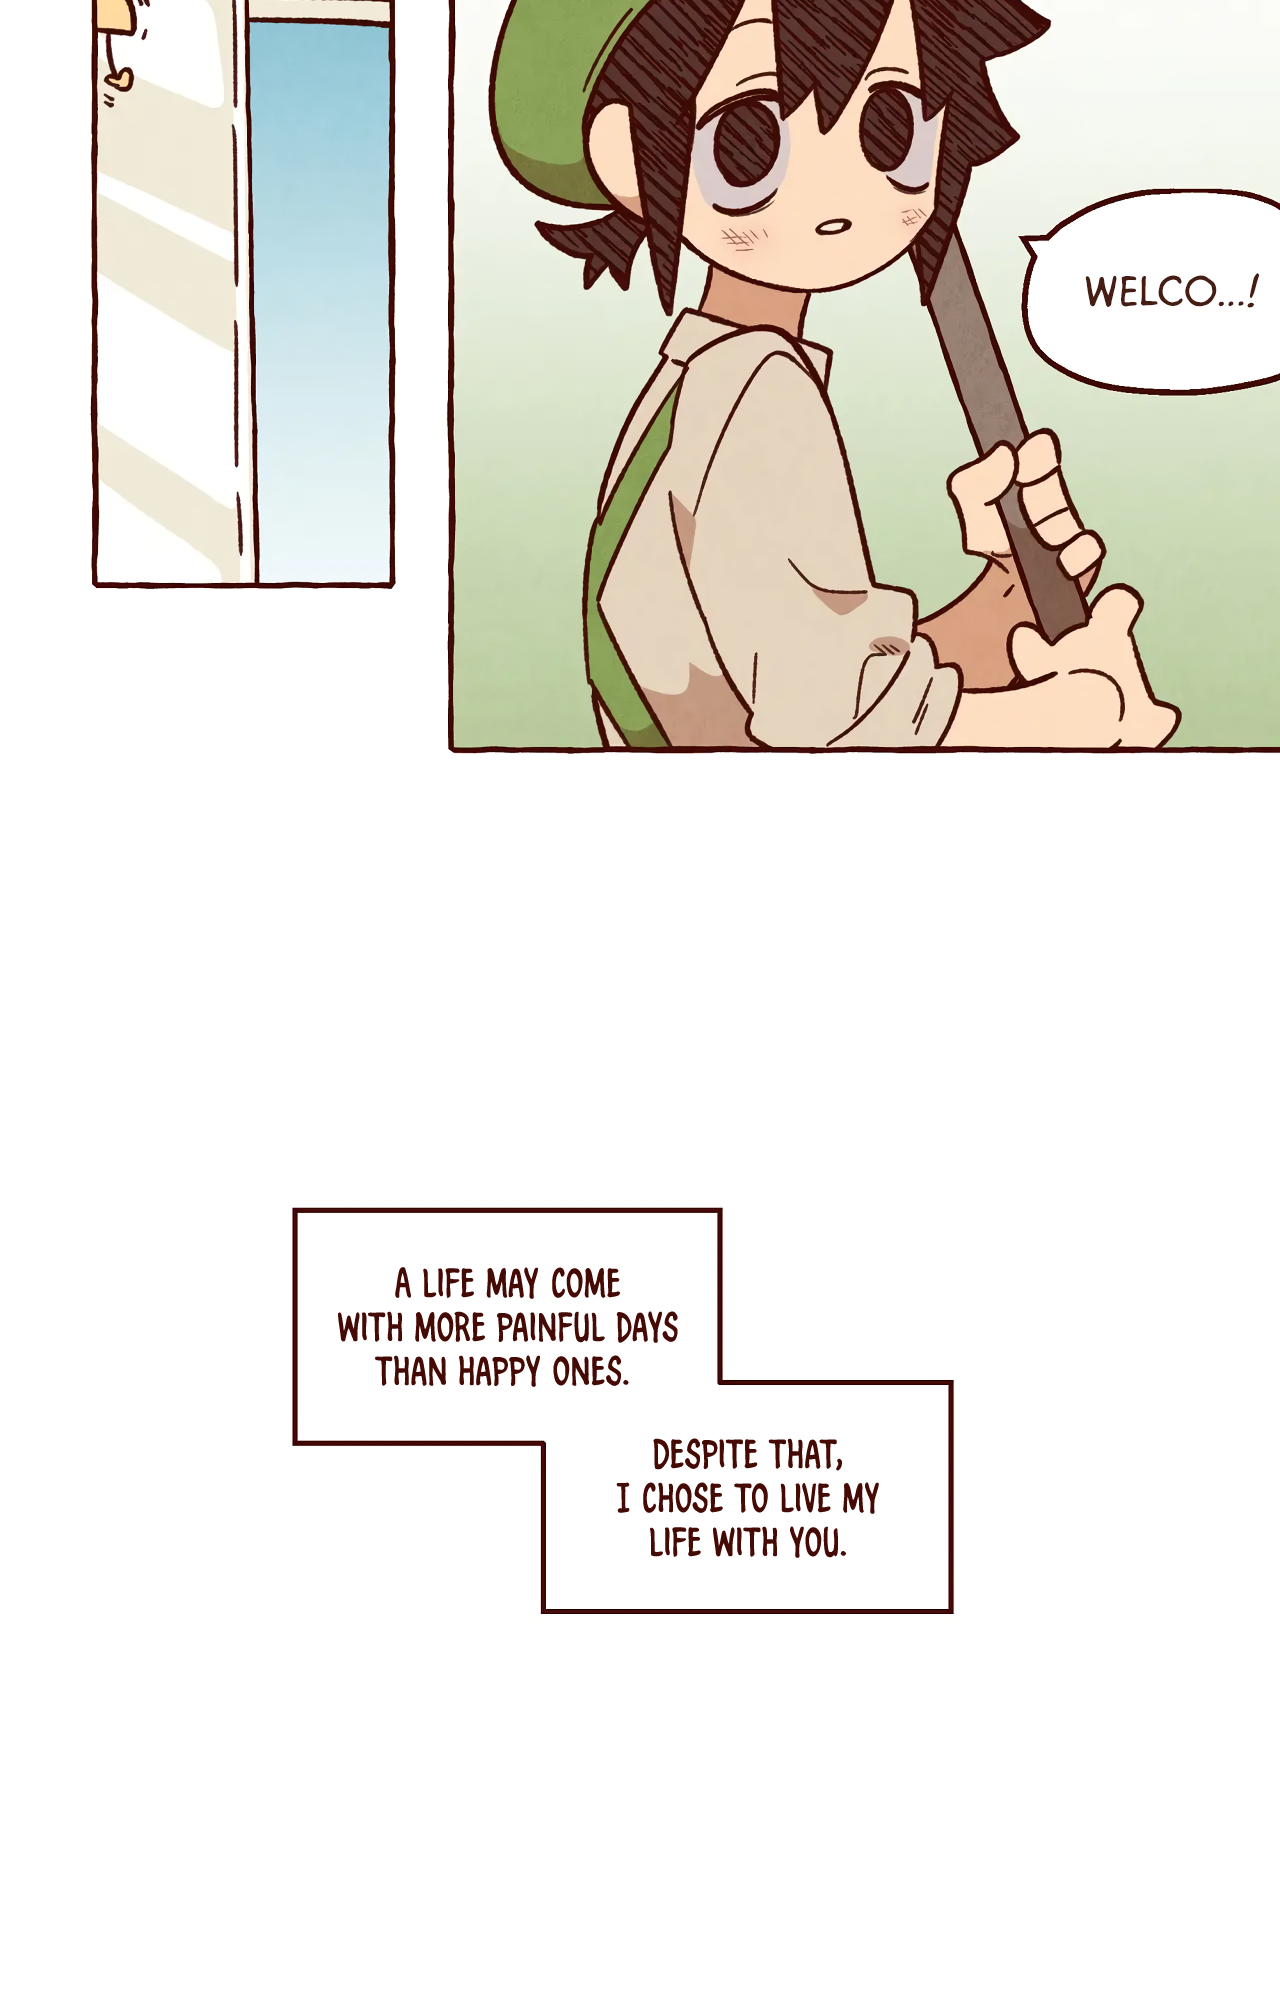 WELCO...!
A LIFE MAY COME
WITH MORE PAINFUL DAYS
THAN HAPPY ONES.
DESPITE THAT,
I CHOSE TO LIVE MY
LIFE WITH YOU.